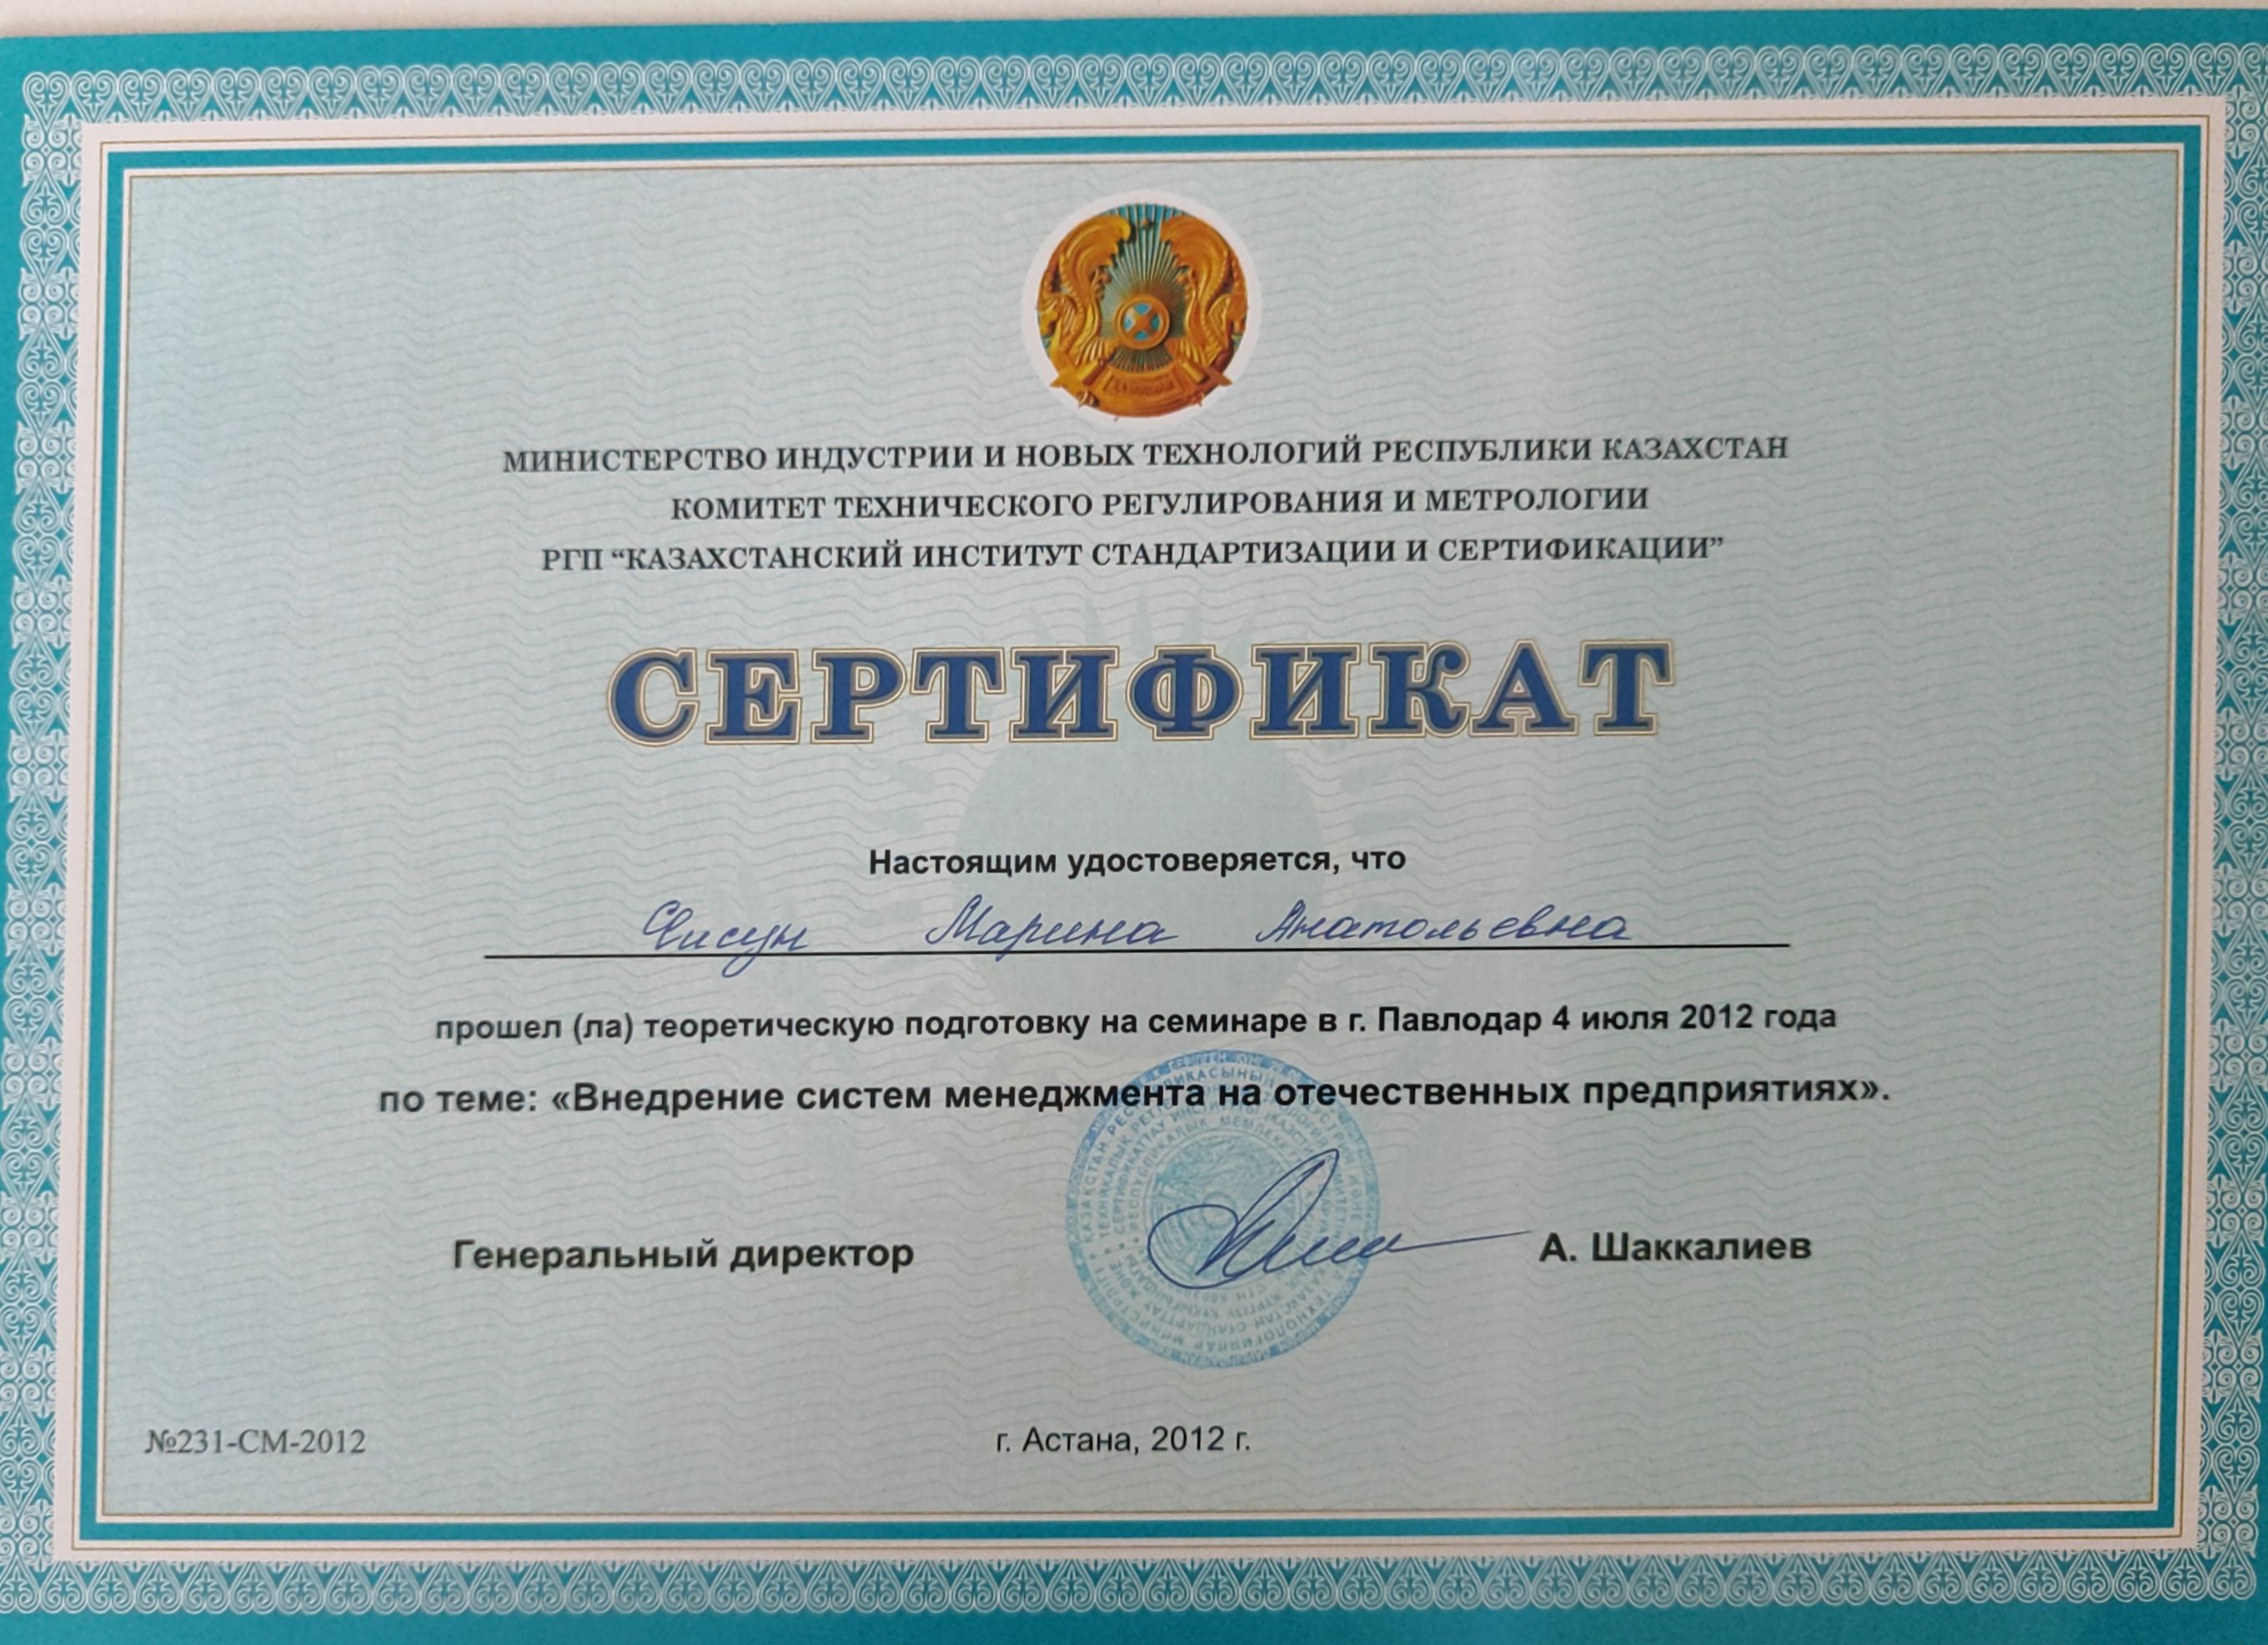 МИНИСТЕРСТВО ИНДУСТРИИ И НОВЫХ ТЕХНОЛОГИЙ РЕСПУБЛИКИ КАЗАХСТАН
КОМИТЕТ ТЕХНИЧЕСКОГО РЕГУЛИРОВАНИЯ И МЕТРОЛОГИИ
РГП “КАЗАХСТАНСКИЙ ИНСТИТУТ СТАНДАРТИЗАЦИИ И СЕРТИФИКАЦИИ”
СЕРТИФИКАТ
Настоящим удостоверяется, что
Марина Анатольевна
прошел (ла) теоретическую подготовку на семинаре в г. Павлодар 4 июля 2012 года
по теме: «Внедрение систем менеджмента на отечественных предприятиях».
Генеральный директор А. Шаккалиев
№231-СМ-2012 г. Астана, 2012 г.